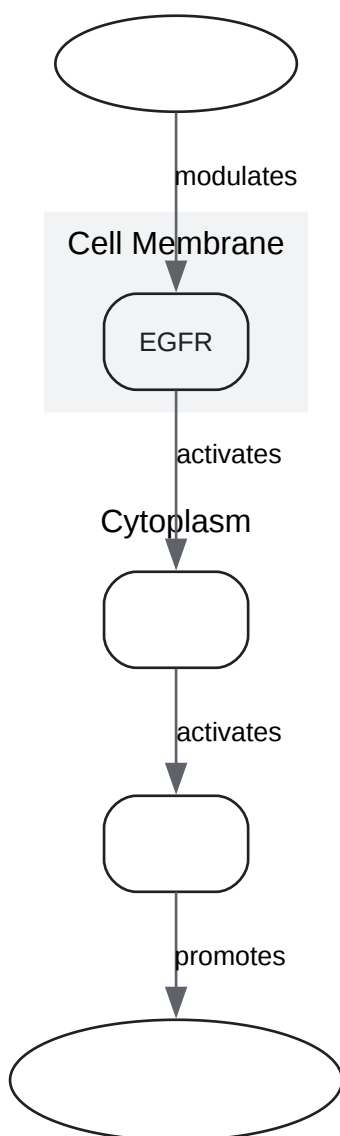 modulates
Cell Membrane
EGFR
activates
Cytoplasm
activates
promotes